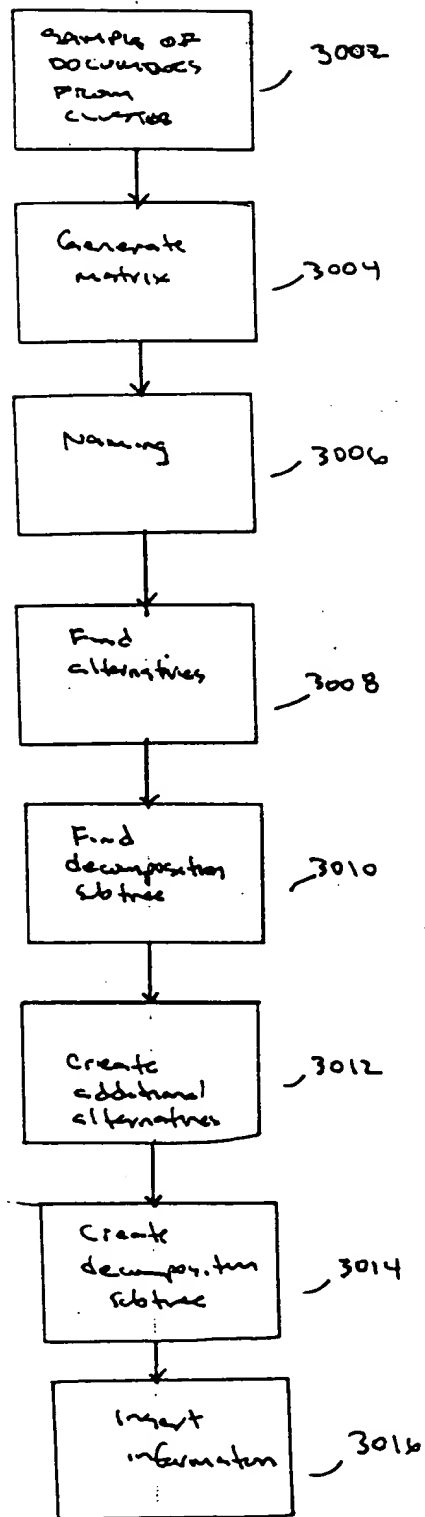 SAMPLE OF
DOCUMDOCS
FROM
CLUSTER
3002
Generate
matrix
3004
Naming
3006
Find
alternatives
3008
Find
decomposition
subtree
3010
Create
additional
alternatives
3012
Create
decomposition
subtree
3014
Insert
information
3016